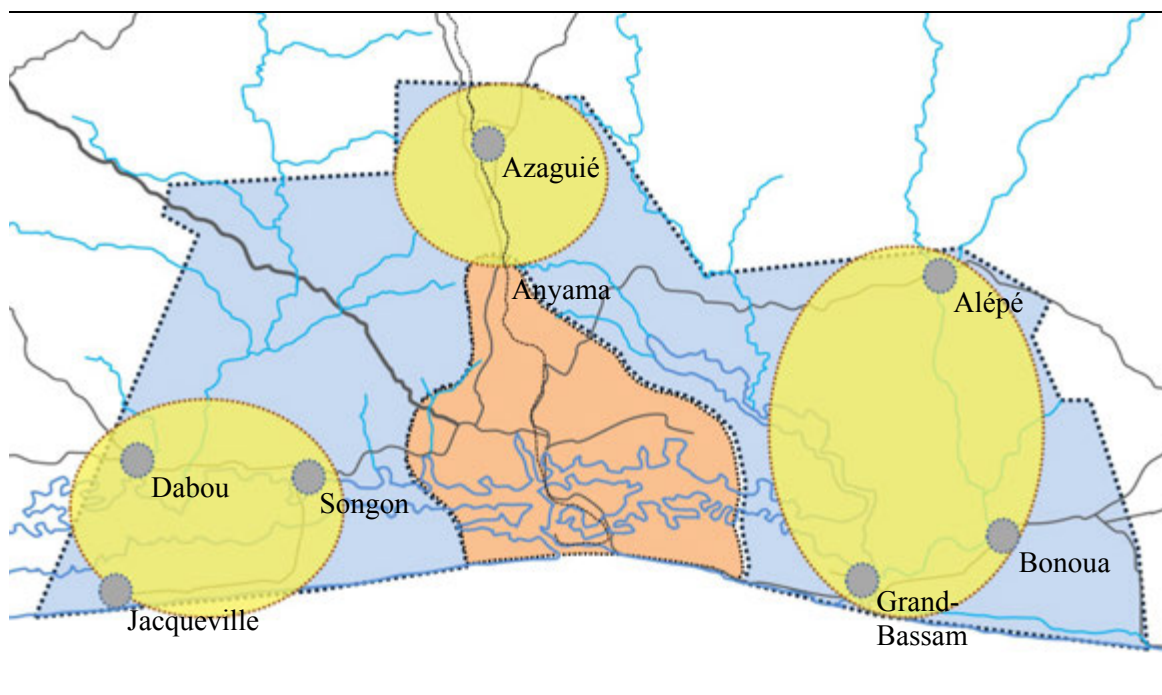 Azaguié
Anyama
Alépé
Dabou
Songon
Bonoua
Grand-
Bassam
Jacqueville